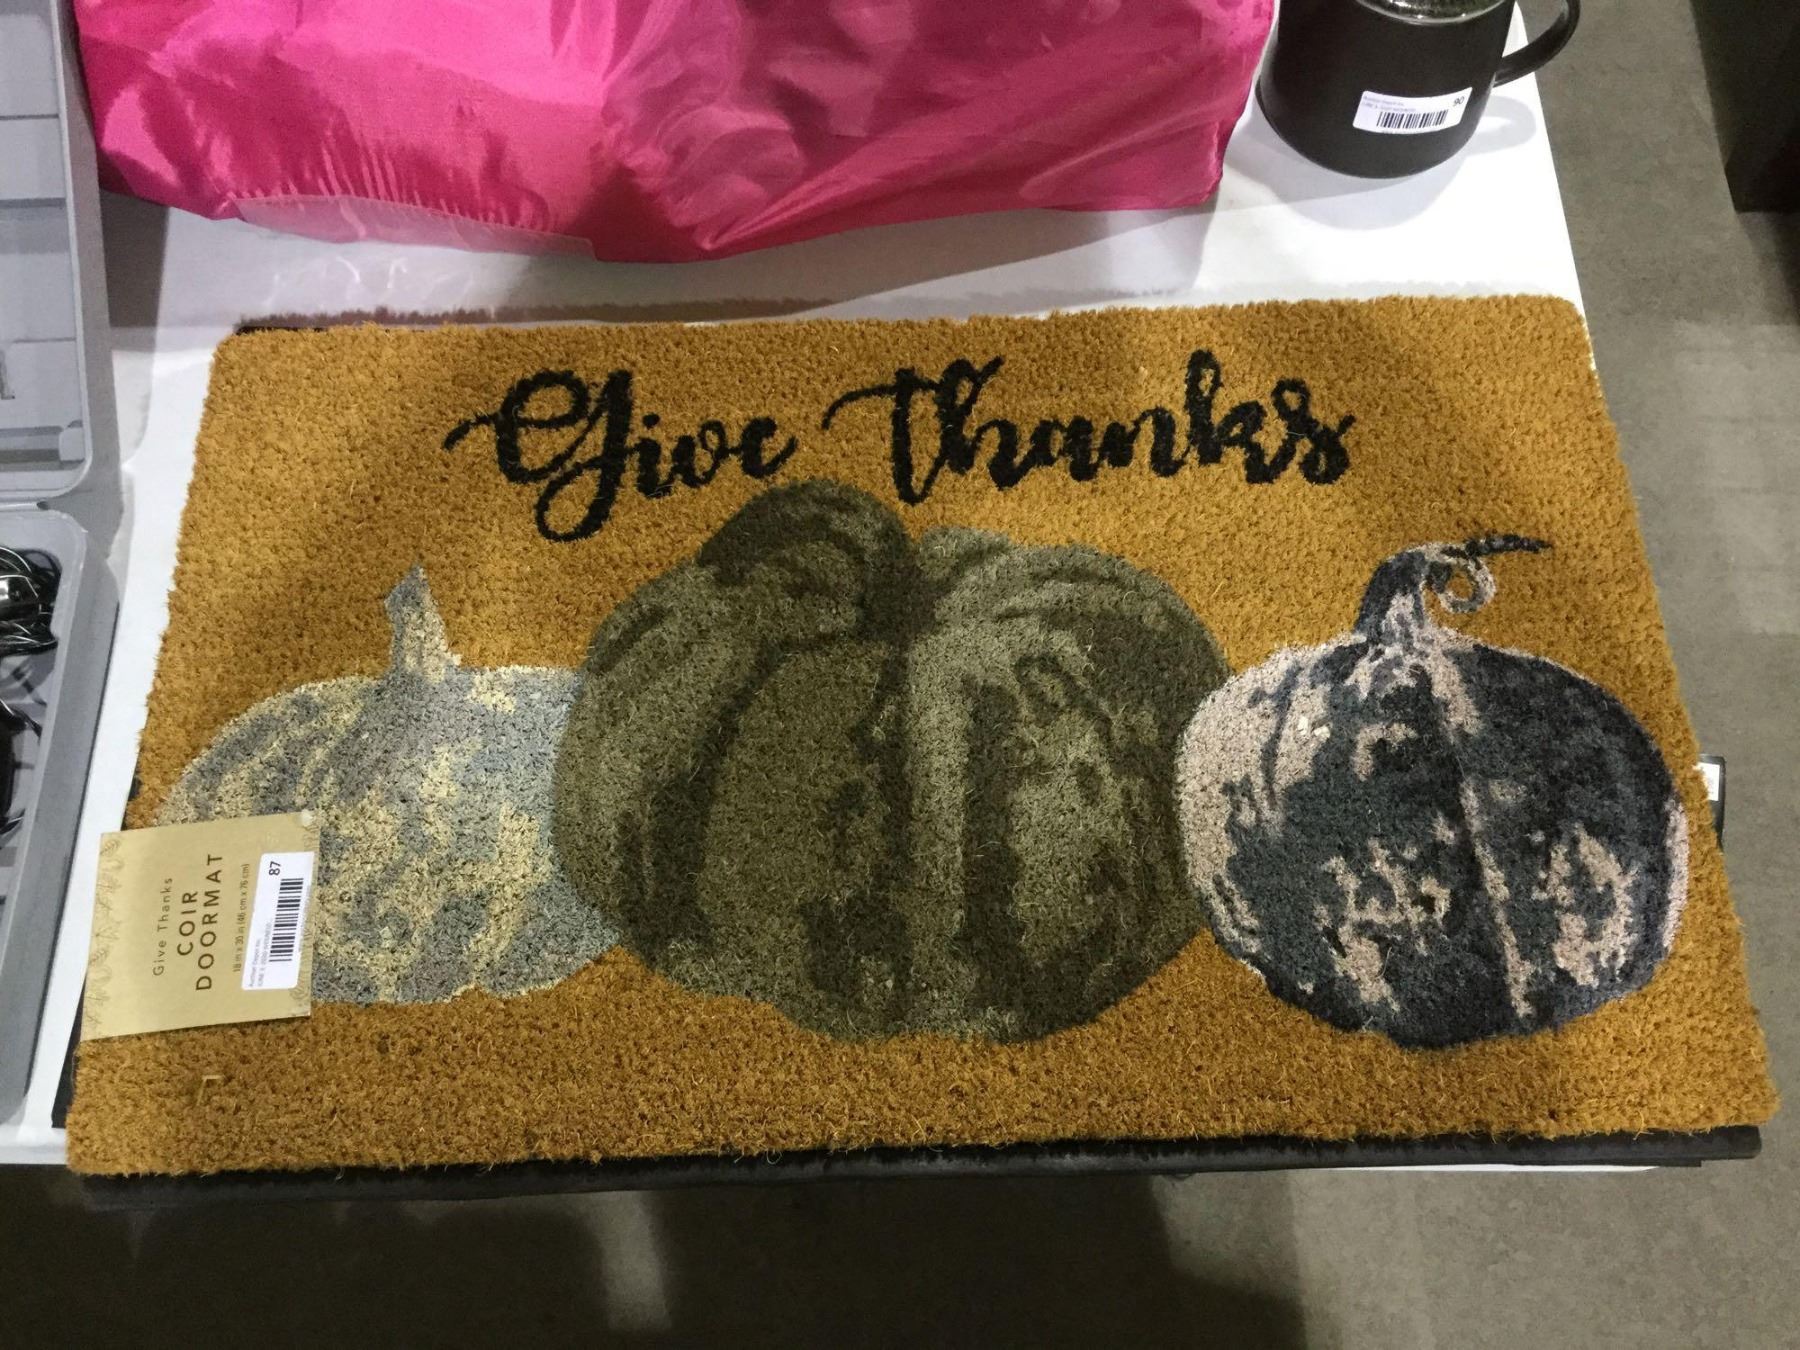 90
Give Thanks
Give Thanks
COIR
DOORMAT
18 in x 30 in (46 cm x 76 cm)
87